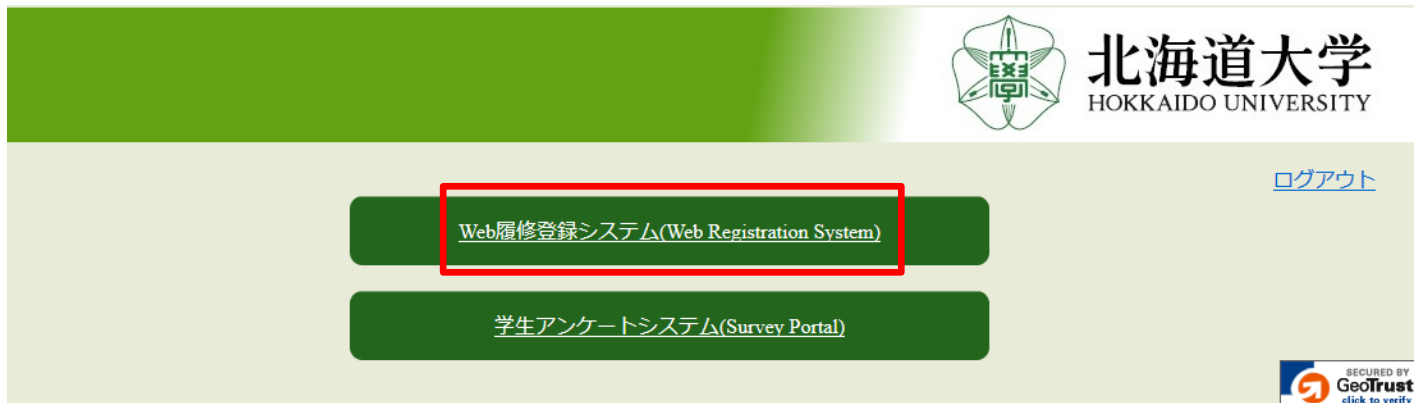 北海道大学
HOKKAIDO UNIVERSITY
ログアウト
Web履修登録システム(Web Registration System)
学生アンケートシステム(Survey Portal)
SECURED BY
GeoTrust
click to verify